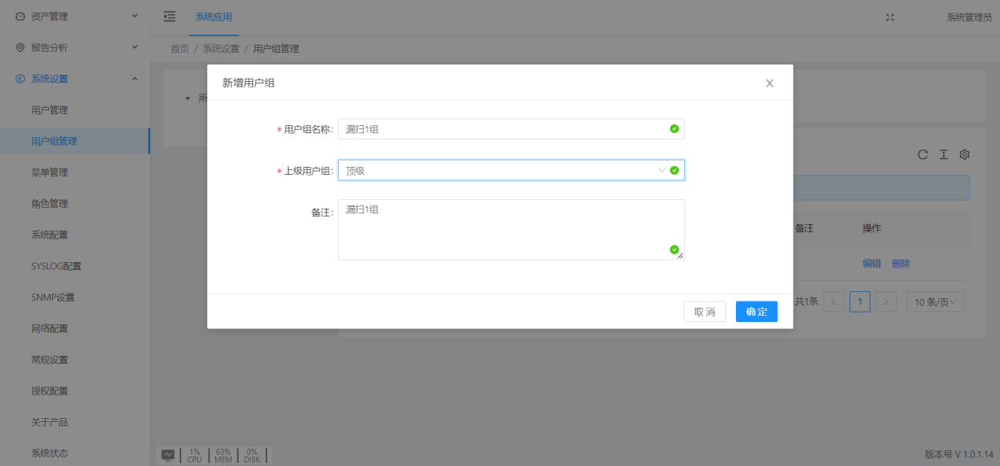 资产管理
系统应用
系统管理员
报告分析
首页 / 系统设置 / 用户组管理
系统设置
新增用户组
所
用户管理
* 用户组名称: 漏扫1组
用户组管理
* 上级用户组: 顶级
菜单管理
角色管理
备注: 漏扫1组
备注 操作
系统配置
SYSLOG配置
编辑 删除
SNMP设置
共1条 < 1 > 10 条/页
取 消 确 定
网络配置
常规设置
授权配置
关于产品
系统状态
1% CPU
63% MEM
0% DISK
版本号 V 1.0.1.14